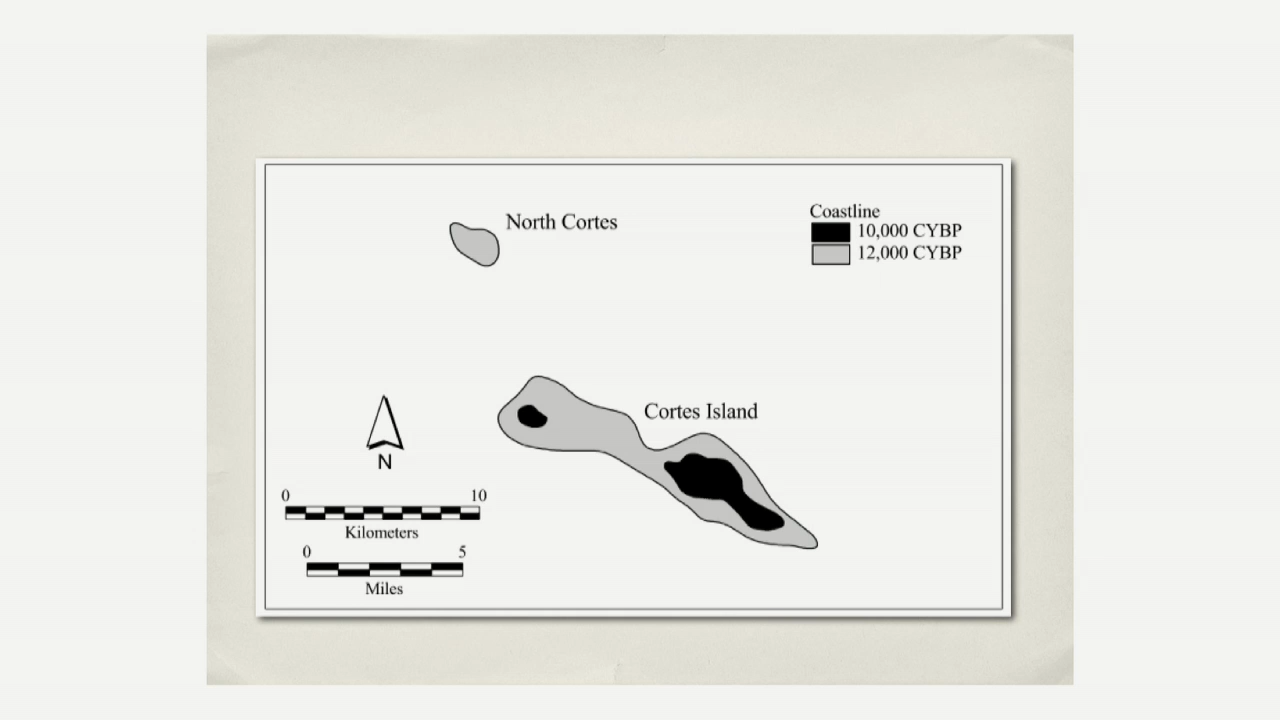 North Cortes
Coastline
10,000 CYBP
12,000 CYBP
Cortes Island
N
0 10
Kilometers
0 5
Miles